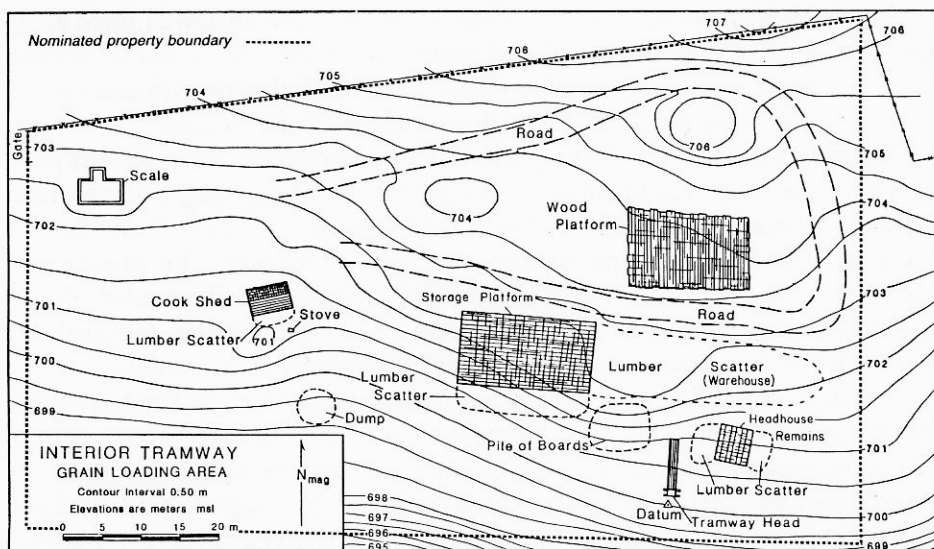 Nominated property boundary
707
706
706
705
704
Gate
703
Road
706
705
Scale
704
Wood
Platform
704
702
703
Storage Platform
Road
Cook Shed
701
Stove
Lumber Scatter
701
Lumber
Scatter
(Warehouse)
702
700
Lumber
Scatter
699
Dump
Headhouse
Remains
Pile of Boards
701
INTERIOR TRAMWAY
GRAIN LOADING AREA
Contour Interval 0.50 m
Elevations are meters msl
0 5 10 15 20 m
N mag
Lumber Scatter
698
697
696
695
Datum
Tramway Head
700
699